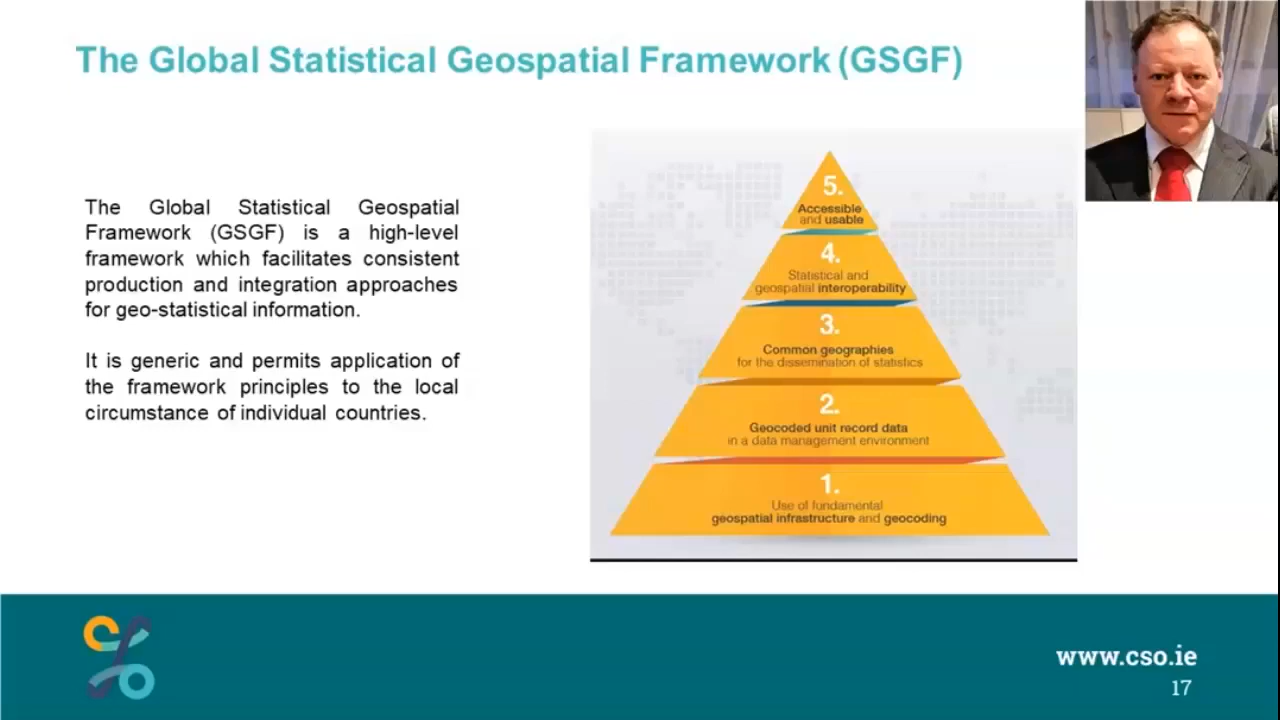 The Global Statistical Geospatial Framework (GSGF)
The Global Statistical Geospatial
Framework (GSGF) is a high-level
framework which facilitates consistent
production and integration approaches
for geo-statistical information.
It is generic and permits application of
the framework principles to the local
circumstance of individual countries.
5.
Accessible
and usable
4.
Statistical and
geospatial interoperability
3.
Common geographies
for the dissemination of statistics
2.
Geocoded unit record data
in a data management environment
1.
Use of fundamental
geospatial infrastructure and geocoding
www.cso.ie
17